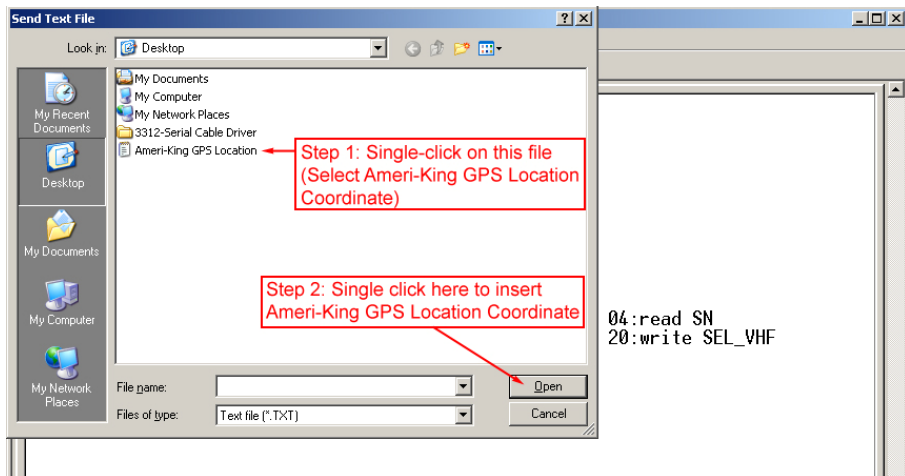 Send Text File
Look in:
Desktop
My Recent
Documents
Desktop
My Documents
My Computer
My Network
Places
My Documents
My Computer
My Network Places
3312-Serial Cable Driver
Ameri-King GPS Location
Step 1: Single-click on this file
(Select Ameri-King GPS Location
Coordinate)
Step 2: Single click here to insert
Ameri-King GPS Location Coordinate
File name:
Open
Files of type:
Text file (*.TXT)
Cancel
04:read SN
20:write SEL_VHF